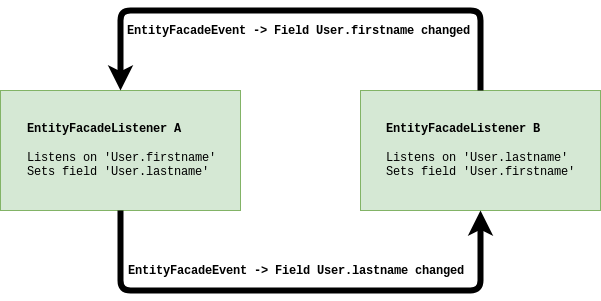 EntityFacadeEvent -> Field User.firstname changed
EntityFacadeListener A
Listens on 'User.firstname'
Sets field 'User.lastname'
EntityFacadeListener B
Listens on 'User.lastname'
Sets field 'User.firstname'
EntityFacadeEvent -> Field User.lastname changed